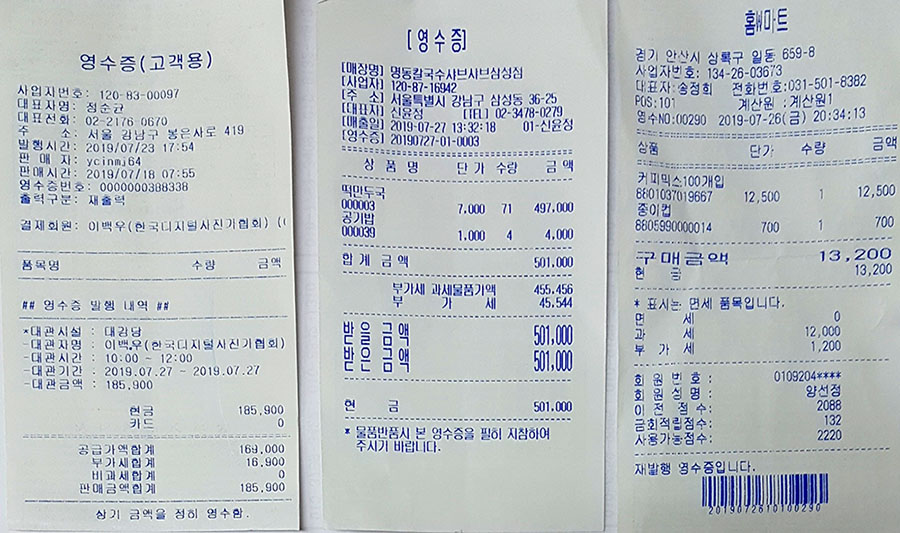 영수증(고객용)
사업자번호: 120-83-00097
대표자명: 정순균
대표전화: 02-2176-0670
주 소: 서울 강남구 봉은사로 419
발행시간: 2019/07/23 17:54
판 매 자: ycinmj64
판매시간: 2019/07/18 07:55
영수증번호: 0000000388338
출력구분: 재출력
결제회원: 이백우(한국디지털사진가협회) (
품목명 수량 금액
## 영수증 발행 내역 ##
*대관시설 : 대강당
-대관자명 : 이백우(한국디지털사진가협회)
-대관시간 : 10:00 ~ 12:00
-대관기간 : 2019.07.27 ~ 2019.07.27
-대관금액 : 185,900
현금 185,900
카드 0
공급가액합계 169,000
부가세합계 16,900
비과세합계 0
판매금액합계 185,900
상기 금액을 정히 영수함.
[ 영수증]
[매장명] 명동칼국수샤브샤브삼성점
[사업자] 120-87-16942
[주 소] 서울특별시 강남구 삼성동 36-25
[대표자] 신윤정 [TEL] 02-3478-0279
[매출일] 2019-07-27 13:32:18 01-신윤정
[영수증] 20190727-01-0003
상 품 명 단가 수량 금액
떡만두국
000003 7,000 71 497,000
공기밥
000039 1,000 4 4,000
합계 금액 501,000
부가세 과세물품가액 455,456
부 가 세 45,544
받을금액 501,000
받은금액 501,000
현 금 501,000
* 물품반품시 본 영수증을 필히 지참하여
주시기 바랍니다.
홈W마트
경기 안산시 상록구 일동 659-8
사업자번호: 134-26-03673
대표자:송정희 전화번호:031-501-8382
POS:101 계산원 :계산원1
영수NO:00290 2019-07-26(금) 20:34:13
상품 단가 수량 금액
커피믹스100개입
8801037019667 12,500 1 12,500
종이컵
8805990000014 700 1 700
구매금액 13,200
현 금 13,200
* 표시는 면세 품목입니다.
면 세 0
과 세 12,000
부 가 세 1,200
회 원 번 호 : 0109204****
회 원 성 명 : 양선정
이 전 점 수: 2088
금회적립점수: 132
사용가능점수: 2220
재발행 영수증입니다.
2019072610100290